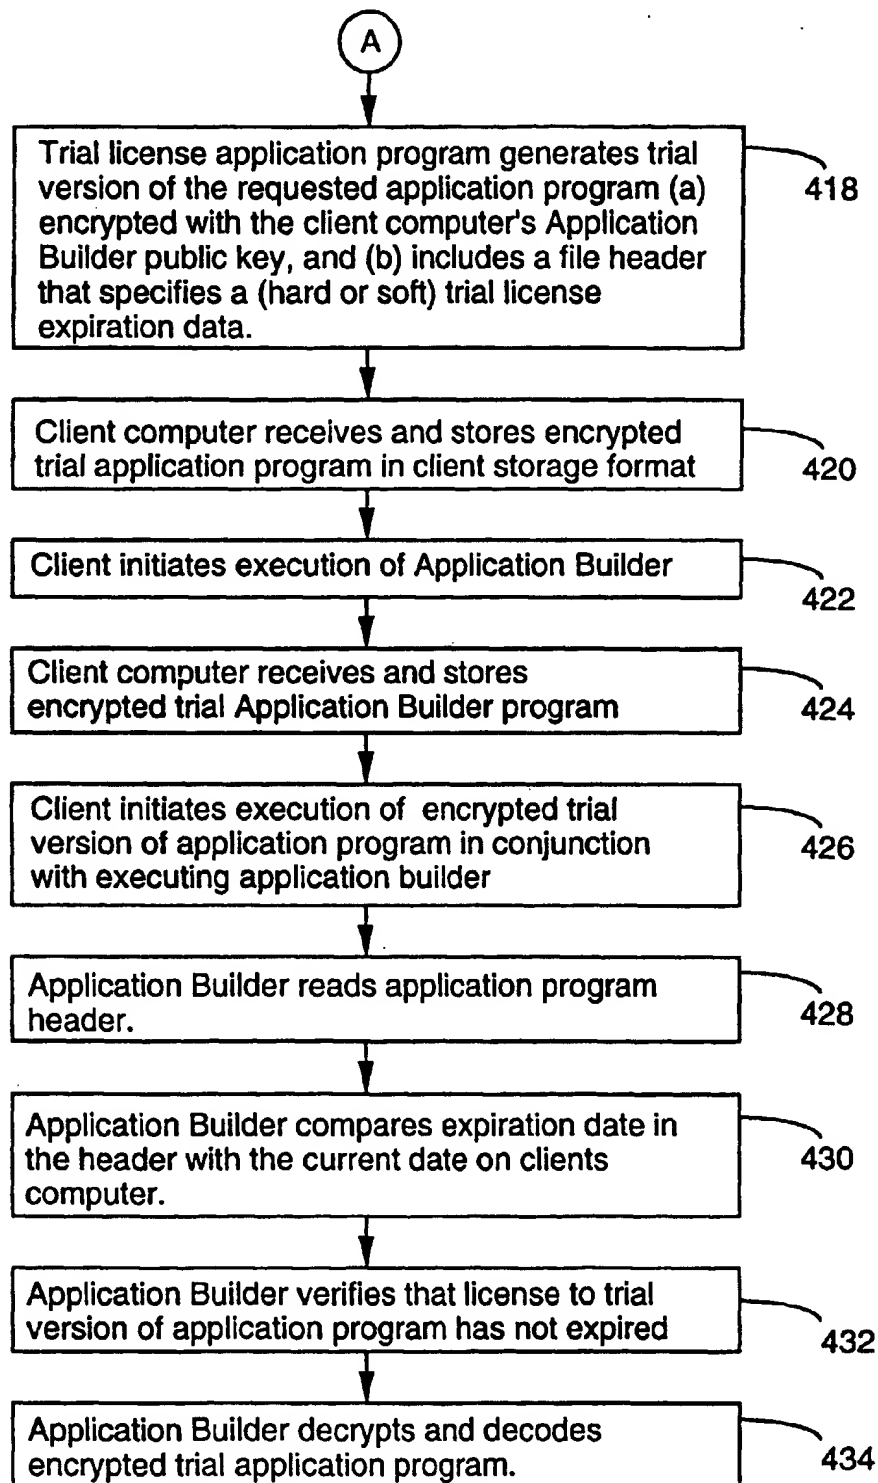 A
Trial license application program generates trial
version of the requested application program (a)
encrypted with the client computer's Application
Builder public key, and (b) includes a file header
that specifies a (hard or soft) trial license
expiration data.
418
Client computer receives and stores encrypted
trial application program in client storage format
420
Client initiates execution of Application Builder
422
Client computer receives and stores
encrypted trial Application Builder program
424
Client initiates execution of encrypted trial
version of application program in conjunction
with executing application builder
426
Application Builder reads application program
header.
428
Application Builder compares expiration date in
the header with the current date on clients
computer.
430
Application Builder verifies that license to trial
version of application program has not expired
432
Application Builder decrypts and decodes
encrypted trial application program.
434